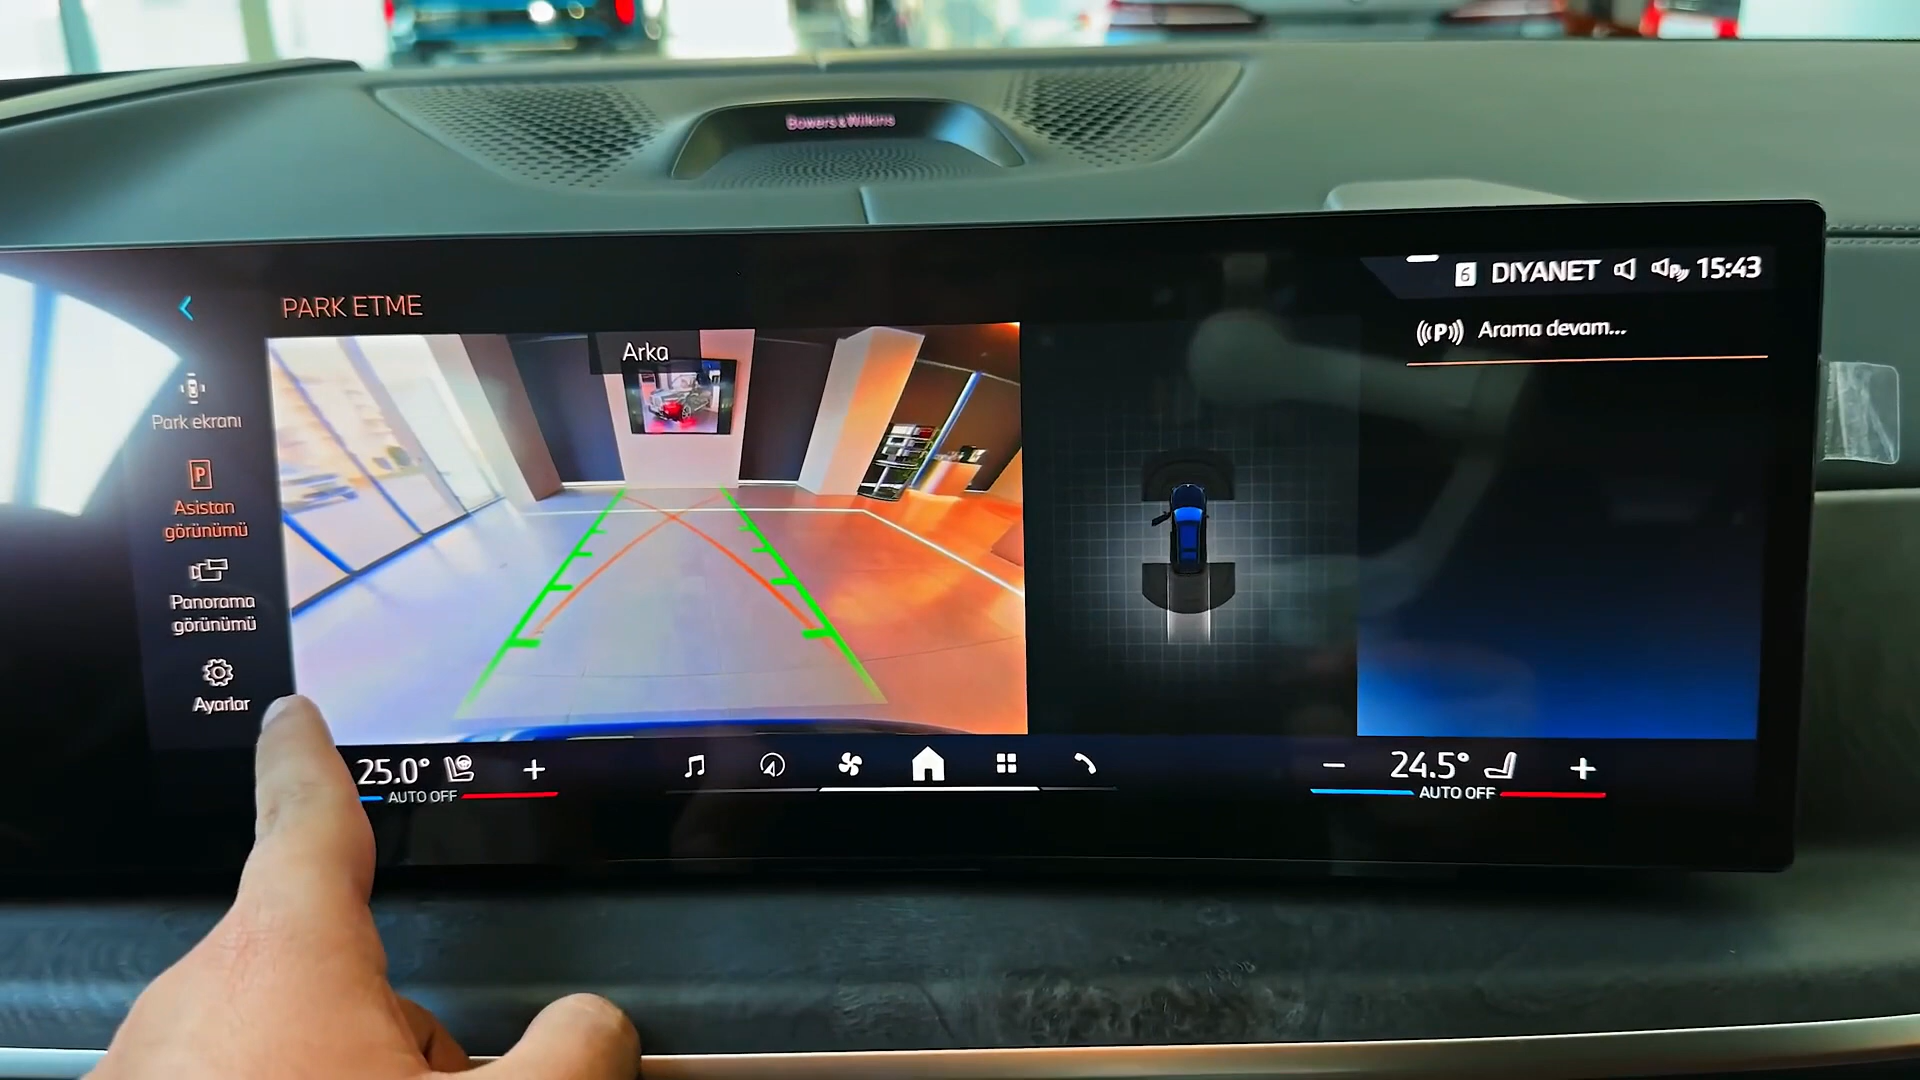 Bowers & Wilkins
6 DIYANET 15:43
PARK ETME
((P)) Arama devam...
Arka
Park ekranı
P
Asistan
görünümü
Panorama
görünümü
Ayarlar
25.0° +
AUTO OFF
− 24.5° +
AUTO OFF